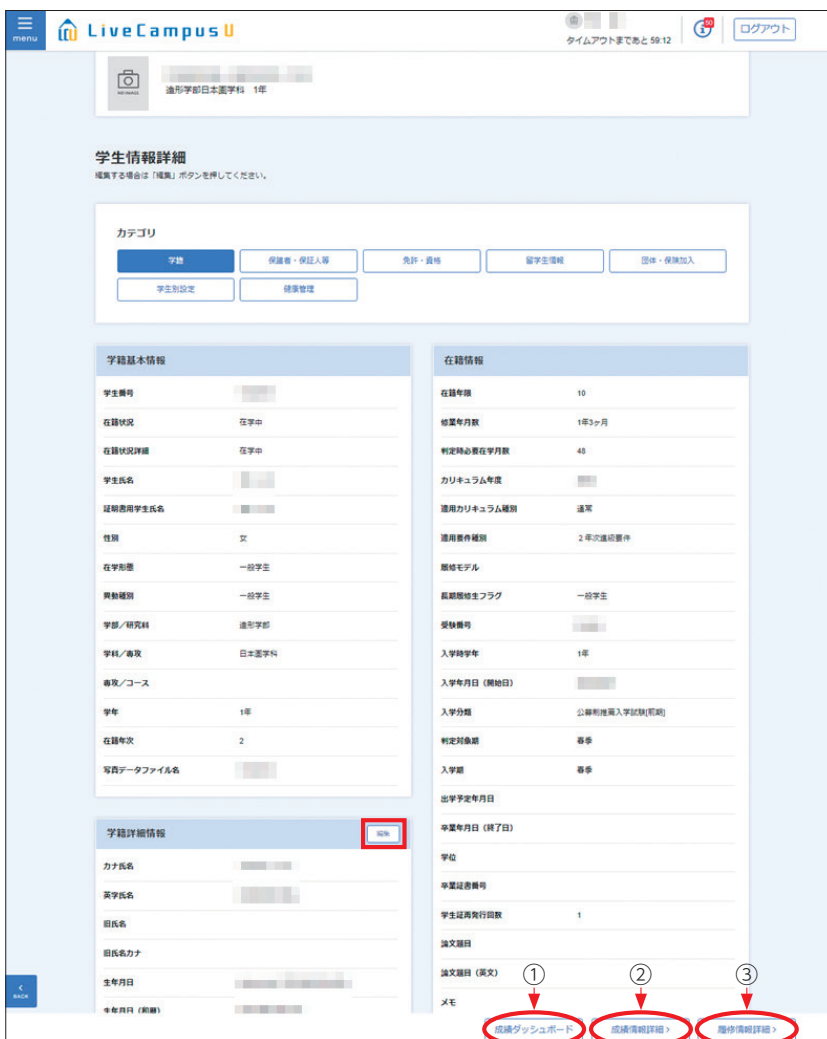 menu
LiveCampusU
80
タイムアウトまであと 59:12
ログアウト
NO IMAGE
造形学部日本画学科 1年
学生情報詳細
編集する場合は「編集」ボタンを押してください。
カテゴリ
学籍
保護者・保証人等
免許・資格
留学生情報
団体・保険加入
学生別設定
健康管理
学籍基本情報
学生番号
在籍状況 在学中
在籍状況詳細 在学中
学生氏名
証明書用学生氏名
性別 女
在学形態 一般学生
異動種別 一般学生
学部／研究科 造形学部
学科／専攻 日本画学科
専攻／コース
学年 1年
在籍年次 2
写真データファイル名
学籍詳細情報
編集
カナ氏名
英字氏名
旧氏名
旧氏名カナ
生年月日
生年月日（和暦）
在籍情報
在籍年限 10
修業年月数 1年3ヶ月
判定時必要在学月数 48
カリキュラム年度
適用カリキュラム種別 通常
適用要件種別 2年次進級要件
履修モデル
長期履修生フラグ 一般学生
受験番号
入学時学年 1年
入学年月日（開始日）
入学分類 公募制推薦入学試験[前期]
判定対象期 春季
入学期 春季
出学予定年月日
卒業年月日（終了日）
学位
卒業証書番号
学生証再発行回数 1
論文題目
論文題目（英文）
メモ
BACK
① ② ③
成績ダッシュボード
成績情報詳細 >
履修情報詳細 >